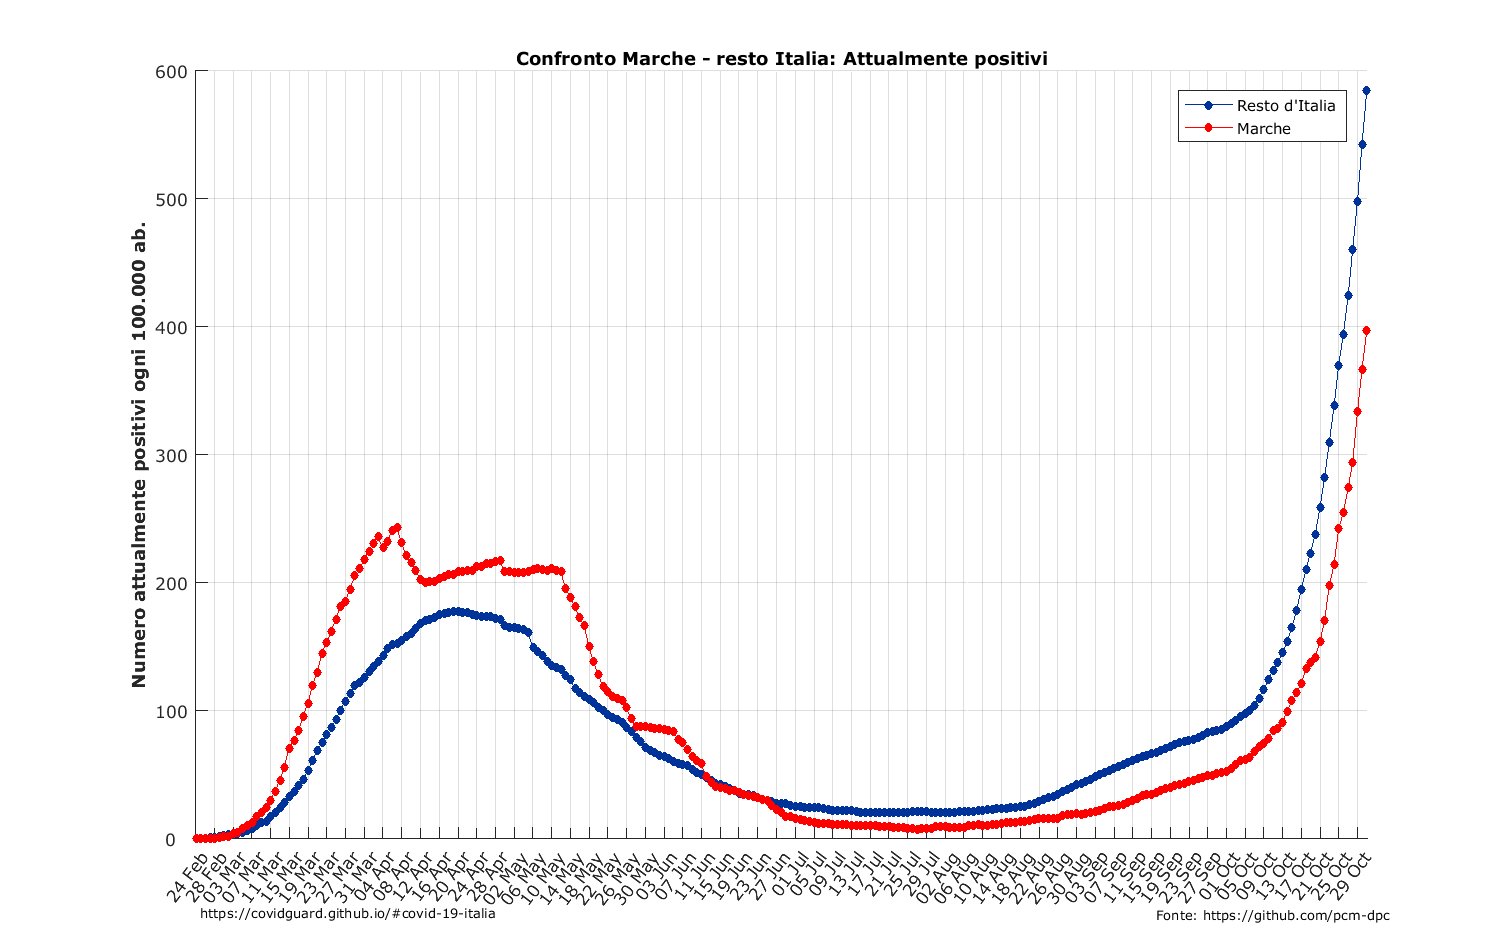 Confronto Marche - resto Italia: Attualmente positivi
Resto d'Italia
Marche
Numero attualmente positivi ogni 100.000 ab.
600
500
400
300
200
100
0
24 Feb
28 Feb
03 Mar
07 Mar
11 Mar
15 Mar
19 Mar
23 Mar
27 Mar
31 Mar
04 Apr
08 Apr
12 Apr
16 Apr
20 Apr
24 Apr
28 Apr
02 May
06 May
10 May
14 May
18 May
22 May
26 May
30 May
03 Jun
07 Jun
11 Jun
15 Jun
19 Jun
23 Jun
27 Jun
01 Jul
05 Jul
09 Jul
13 Jul
17 Jul
21 Jul
25 Jul
29 Jul
02 Aug
06 Aug
10 Aug
14 Aug
18 Aug
22 Aug
26 Aug
30 Aug
03 Sep
07 Sep
11 Sep
15 Sep
19 Sep
23 Sep
27 Sep
01 Oct
05 Oct
09 Oct
13 Oct
17 Oct
21 Oct
25 Oct
29 Oct
https://covidguard.github.io/#covid-19-italia
Fonte: https://github.com/pcm-dpc